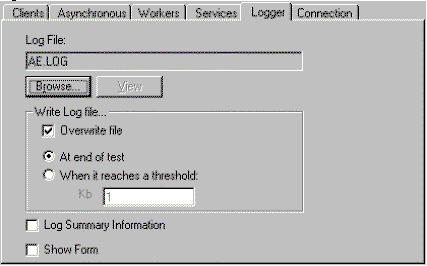 Clients Asynchronous Workers Services Logger Connection
Log File:
AE.LOG
Browse... View
Write Log file...
Overwrite file
At end of test
When it reaches a threshold:
Kb 1
Log Summary Information
Show Form